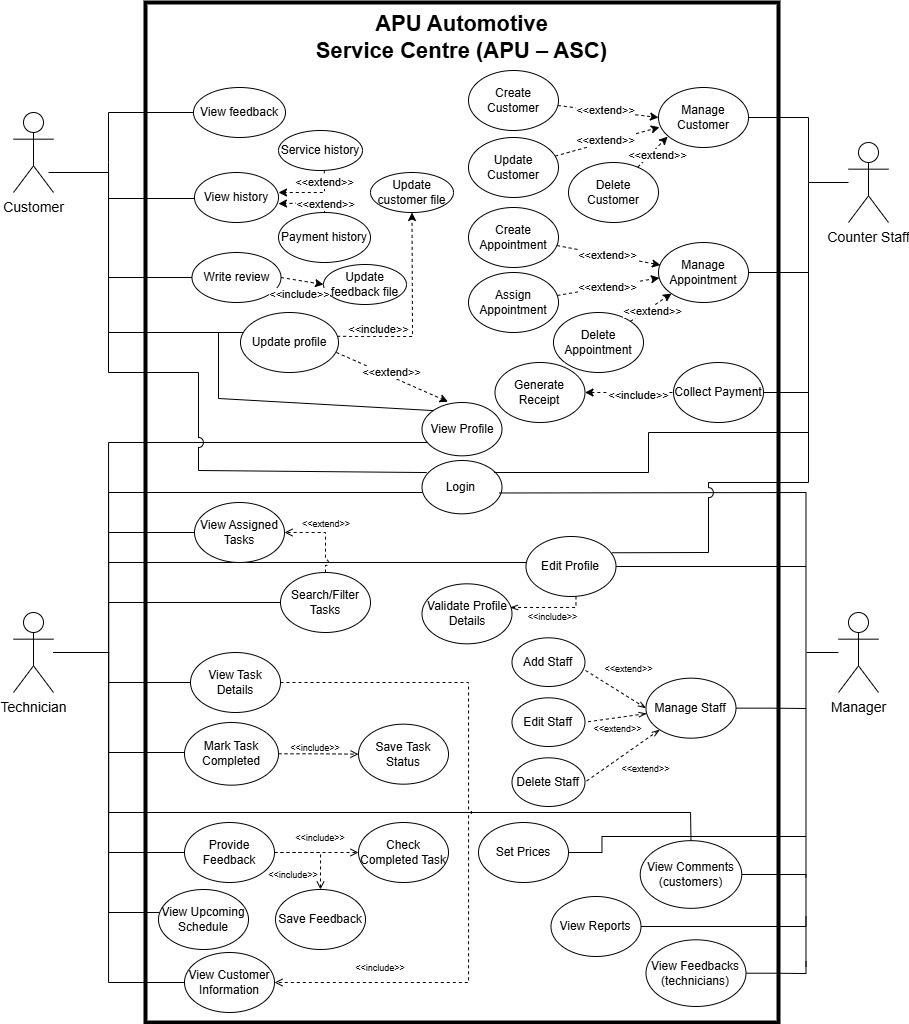 APU Automotive
Service Centre (APU – ASC)
Customer
View feedback
Service history
<<extend>>
View history
<<extend>>
Payment history
Update
customer file
Write review
<<include>>
Update
feedback file
Update profile
<<include>>
<<extend>>
View Profile
Login
Create
Customer
<<extend>>
Manage
Customer
Update
Customer
<<extend>>
<<extend>>
Delete
Customer
Counter Staff
Create
Appointment
<<extend>>
Manage
Appointment
Assign
Appointment
<<extend>>
<<extend>>
Delete
Appointment
Generate
Receipt
<<include>>
Collect Payment
Technician
View Assigned
Tasks
<<extend>>
Search/Filter
Tasks
Edit Profile
Validate Profile
Details
<<include>>
View Task
Details
Mark Task
Completed
<<include>>
Save Task
Status
Provide
Feedback
<<include>>
Check
Completed Task
<<include>>
Save Feedback
View Upcoming
Schedule
View Customer
Information
<<include>>
Add Staff
<<extend>>
Edit Staff
<<extend>>
Manage Staff
Delete Staff
<<extend>>
Manager
Set Prices
View Comments
(customers)
View Reports
View Feedbacks
(technicians)